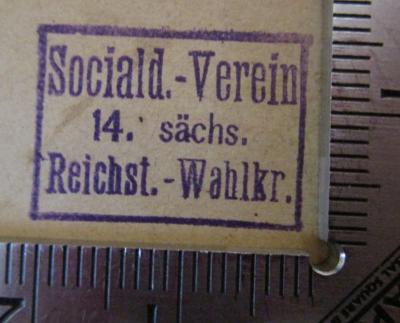 Sociald.-Verein
14. sächs.
Reichst.-Wahlkr.